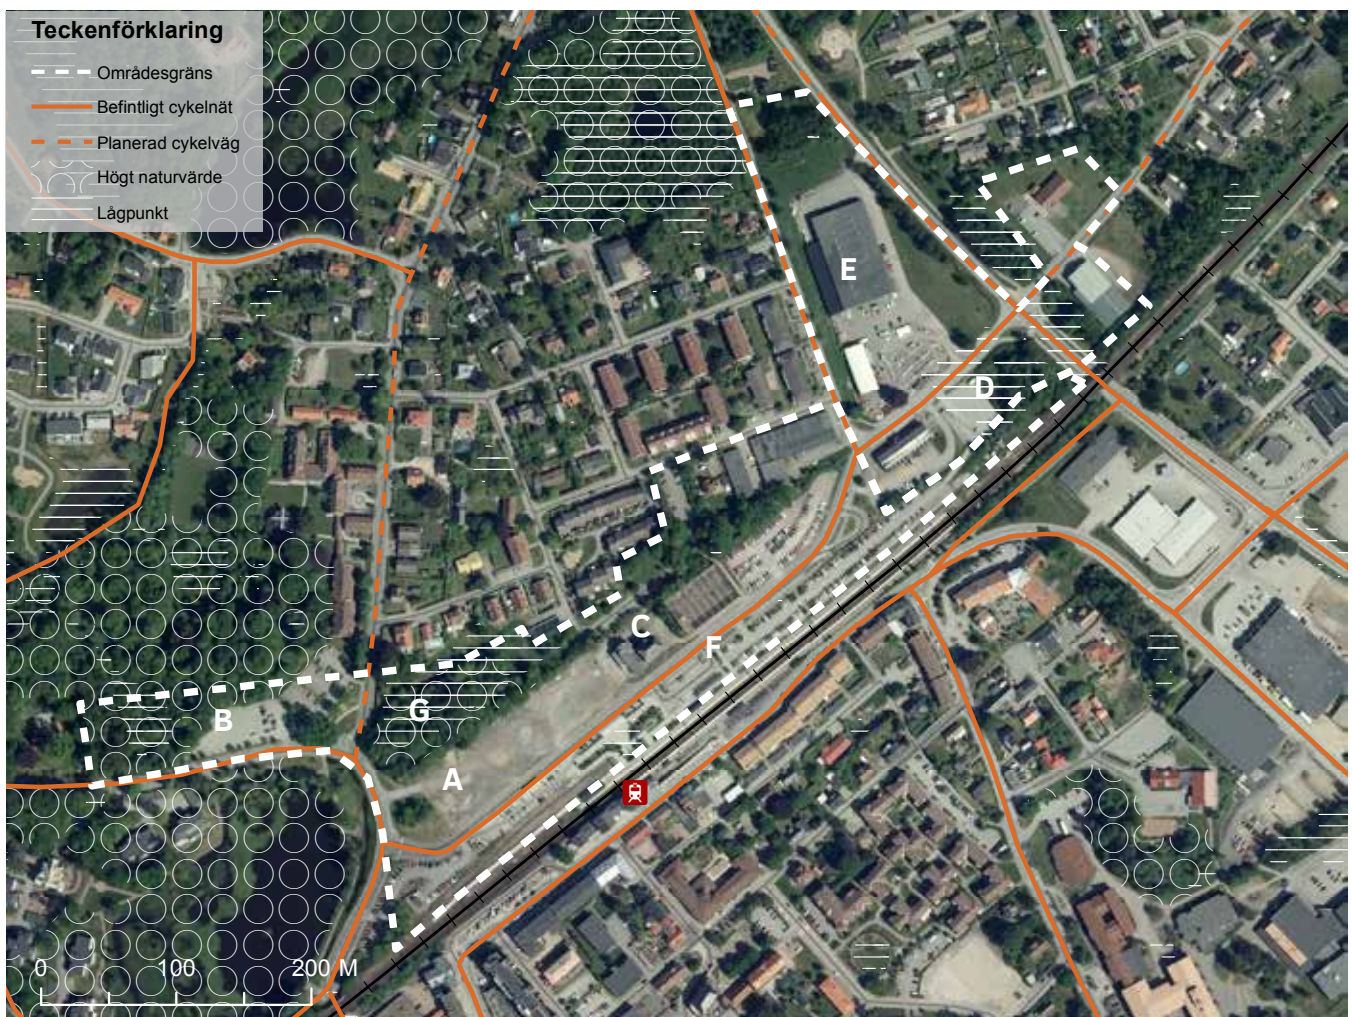 Teckenförklaring
Områdesgräns
Befintligt cykelnät
Planerad cykelväg
Högt naturvärde
Lågpunkt
E
D
C
F
B
G
A
0 100 200 M